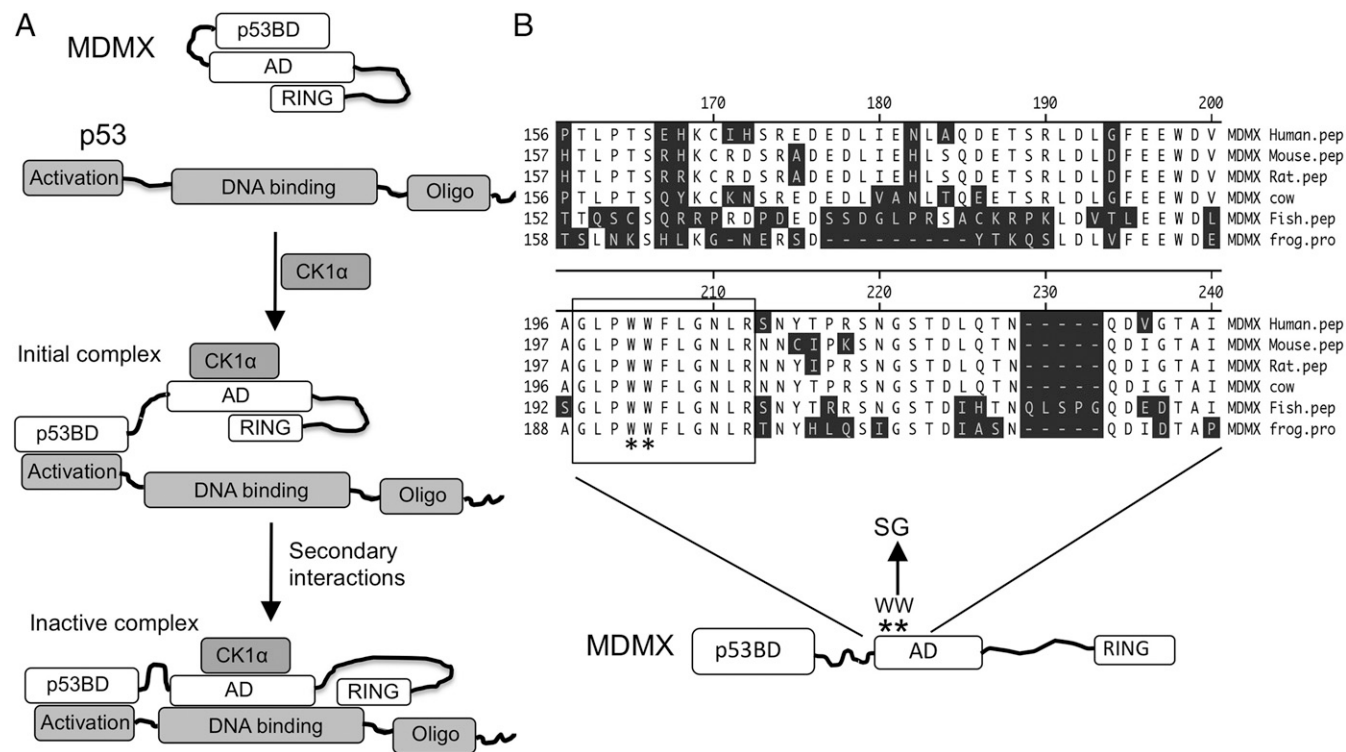 A
MDMX
p53BD
AD
RING
p53
Activation
DNA binding
Oligo
CK1α
Initial complex
CK1α
AD
RING
p53BD
Activation
DNA binding
Oligo
Secondary
interactions
Inactive complex
CK1α
p53BD
AD
RING
Activation
DNA binding
Oligo
B
170 180 190 200
156 P T L P T S E H K C I H S R E D E D L I E N L A Q D E T S R L D L G F E E W D V MDMX Human.pep
157 H T L P T S R H K C R D S R A D E D L I E H L S Q D E T S R L D L D F E E W D V MDMX Mouse.pep
157 H T L P T S R R K C R D S R A D E D L I E H L S Q D E T S R L D L D F E E W D V MDMX Rat.pep
156 P T L P T S Q Y K C K N S R E D E D L V A N L T Q E E T S R L D L G F E E W D V MDMX cow
152 T T Q S C S Q R R P R D P D E D S S D G L P R S A C K R P K L D V T L E E W D L MDMX Fish.pep
158 T S L N K S H L K G - N E R S D - - - - - - - - - Y T K Q S L D L V F E E W D E MDMX frog.pro
210 220 230 240
196 A G L P W W F L G N L R S N Y T P R S N G S T D L Q T N - - - - - Q D V G T A I MDMX Human.pep
197 A G L P W W F L G N L R N N C I P K S N G S T D L Q T N - - - - - Q D I G T A I MDMX Mouse.pep
197 A G L P W W F L G N L R N N Y I P R S N G S T D L Q T N - - - - - Q D I G T A I MDMX Rat.pep
196 A G L P W W F L G N L R N N Y T P R S N G S T D L Q T N - - - - - Q D I G T A I MDMX cow
192 S G L P W W F L G N L R S N Y T R R S N G S T D I H T N Q L S P G Q D E D T A I MDMX Fish.pep
188 A G L P W W F L G N L R T N Y H L Q S I G S T D I A S N - - - - - Q D I D T A P MDMX frog.pro
**
SG
WW
**
MDMX
p53BD
AD
RING